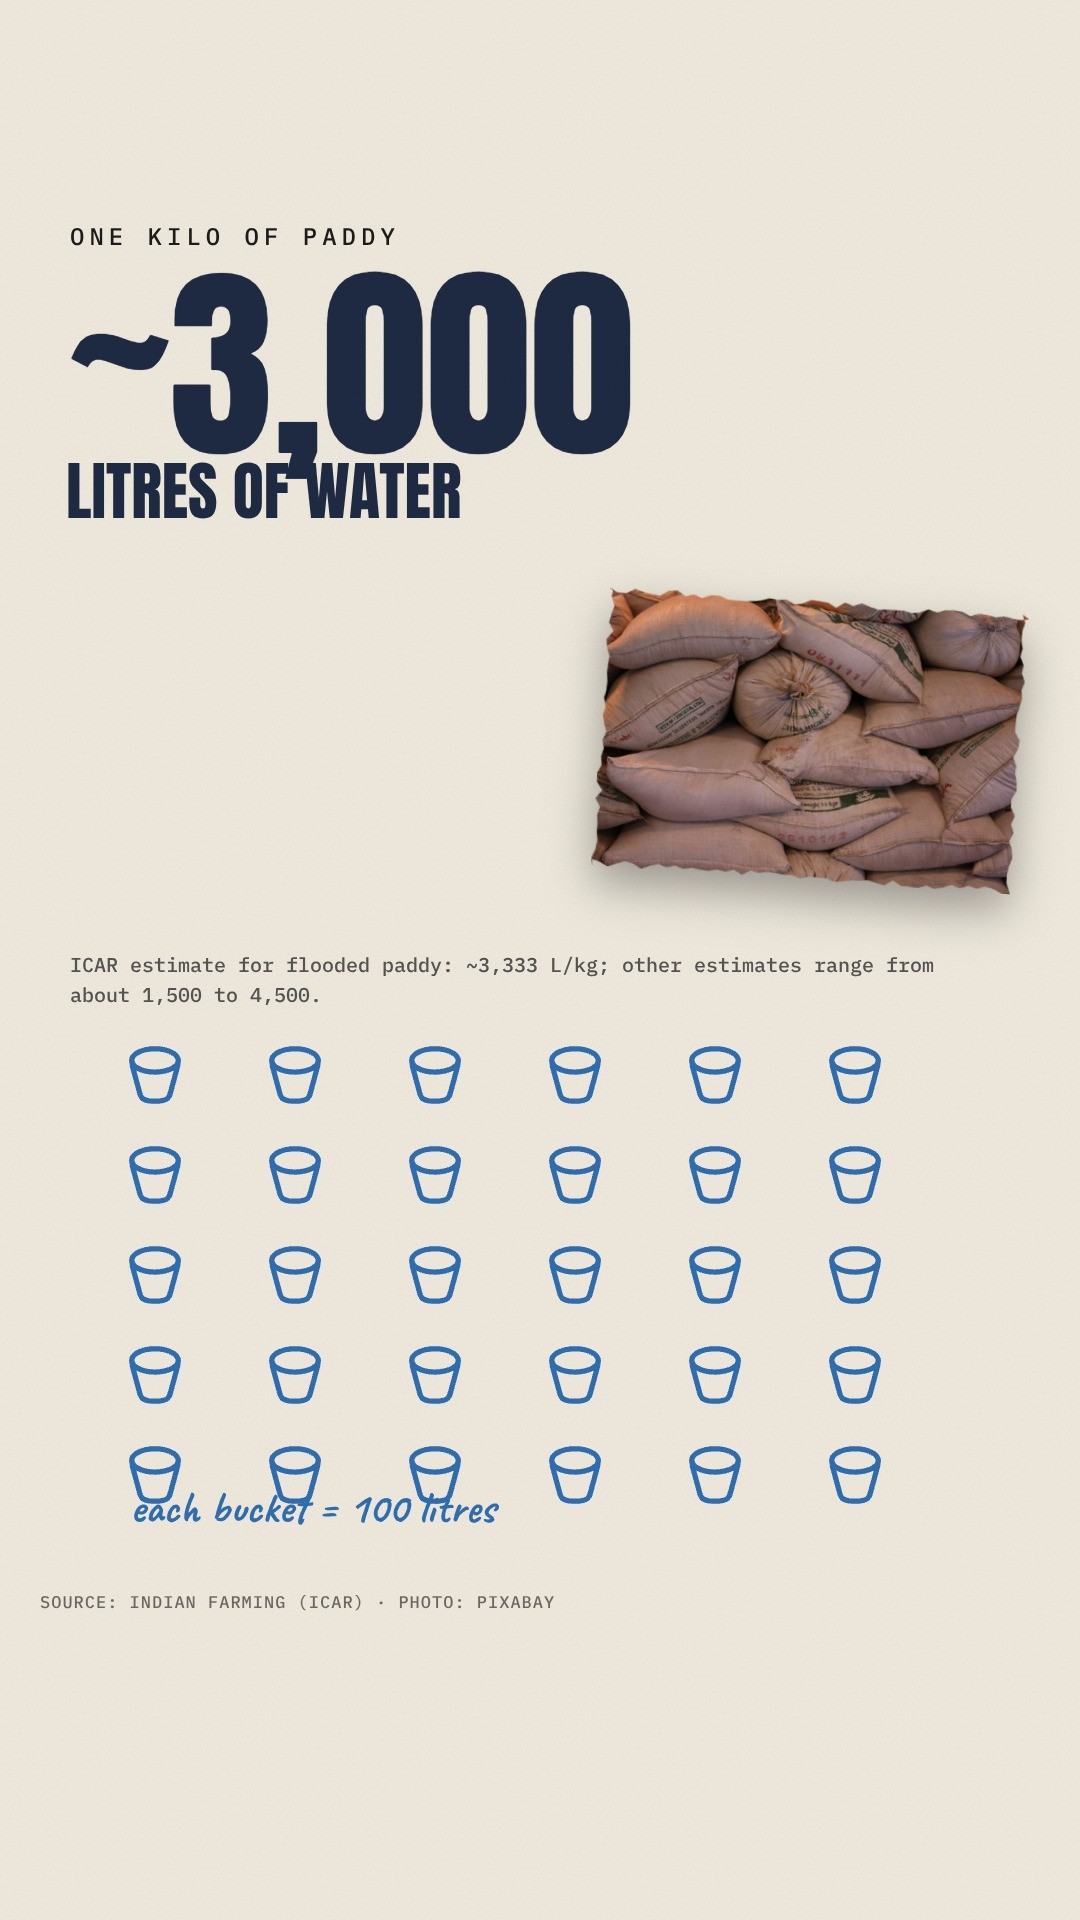 ONE KILO OF PADDY
~3,000
LITRES OF WATER
ICAR estimate for flooded paddy: ~3,333 L/kg; other estimates range from
about 1,500 to 4,500.
each bucket = 100 litres
SOURCE: INDIAN FARMING (ICAR) · PHOTO: PIXABAY